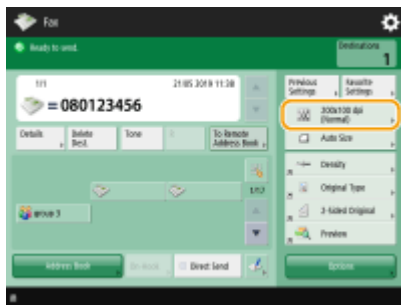 Fax
Ready to send.
Destinations
1
1/1
21/05 2019 11:38
= 080123456
Details
Delete Dest.
Tone
To Remote Address Book
Previous Settings
Favorite Settings
200x100 dpi (Normal)
Auto Size
Density
Original Type
2-Sided Original
Preview
group 3
Address Book
On-Hook
Direct Send
Options